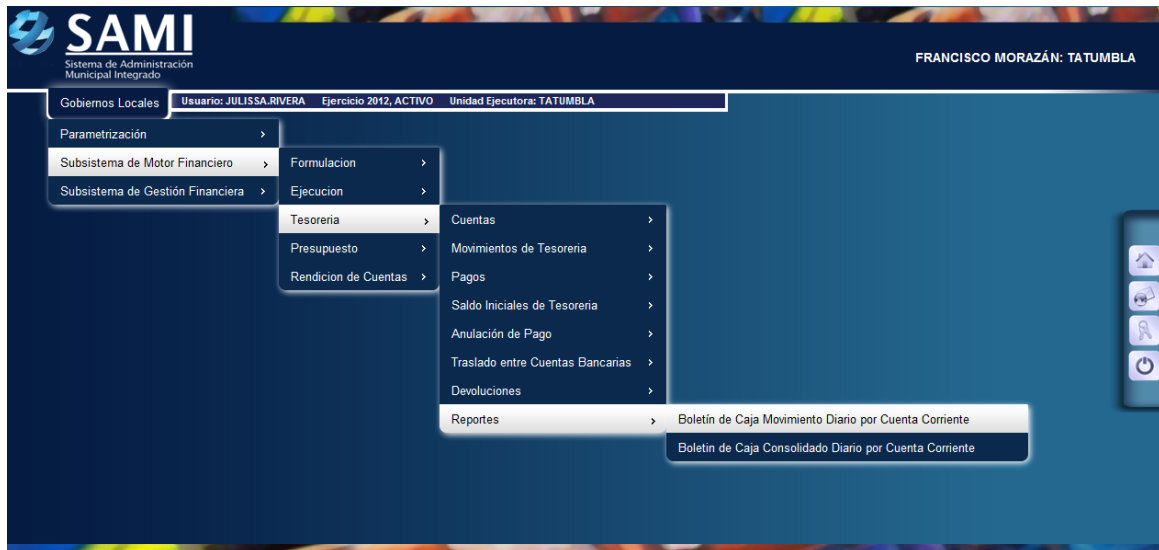 SAMI
Sistema de Administración
Municipal Integrado
FRANCISCO MORAZÁN: TATUMBLA
Gobiernos Locales
Usuario: JULISSA.RIVERA Ejercicio 2012, ACTIVO Unidad Ejecutora: TATUMBLA
Parametrización
Subsistema de Motor Financiero
Subsistema de Gestión Financiera
Formulacion
Ejecucion
Tesoreria
Presupuesto
Rendicion de Cuentas
Cuentas
Movimientos de Tesoreria
Pagos
Saldo Iniciales de Tesoreria
Anulación de Pago
Traslado entre Cuentas Bancarias
Devoluciones
Reportes
Boletín de Caja Movimiento Diario por Cuenta Corriente
Boletin de Caja Consolidado Diario por Cuenta Corriente